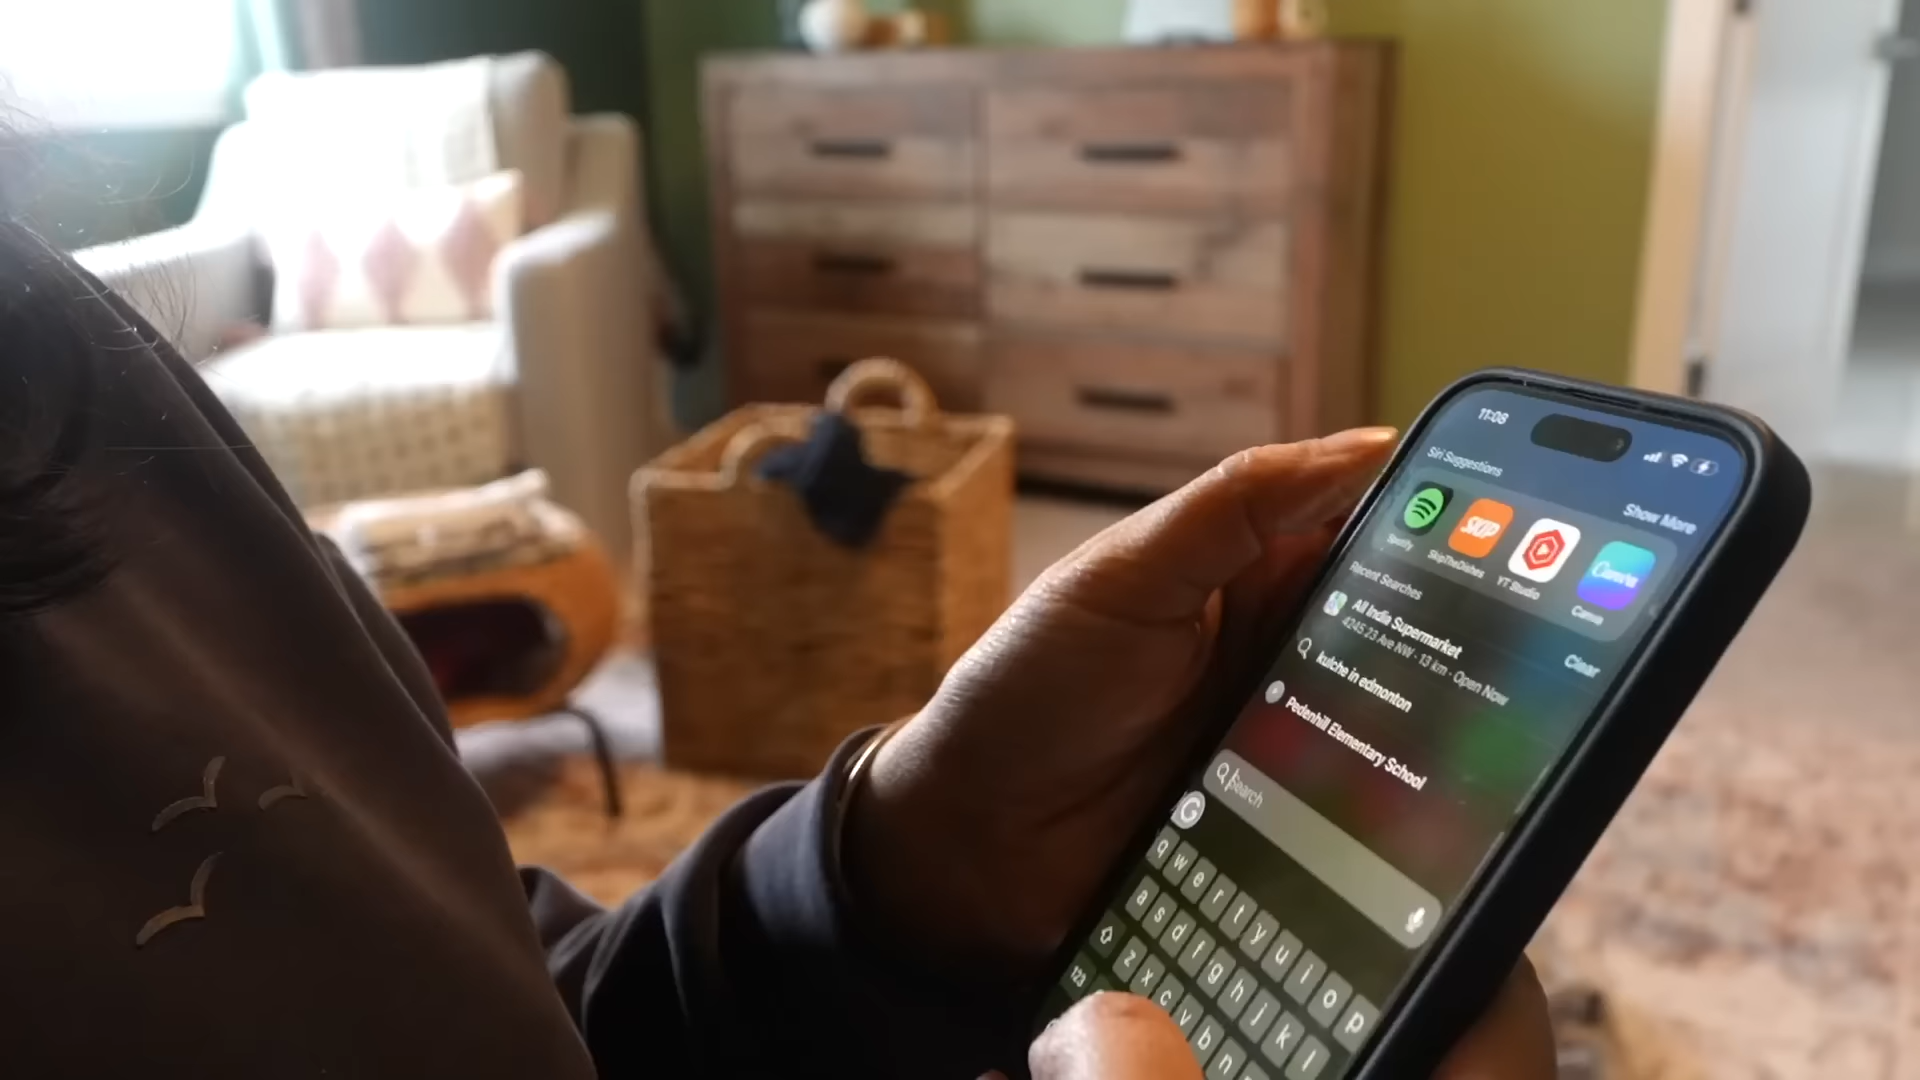 11:08
Siri Suggestions
Show More
SKIP
Canva
Spotify
SkipTheDishes
YT Studio
Canva
Recent Searches
Clear
All India Supermarket
4245 23 Ave NW · 13 km · Open Now
kulche in edmonton
Pedenhill Elementary School
Search
G
q w e r t y u i o p
a s d f g h j k l
z x c v b n
123